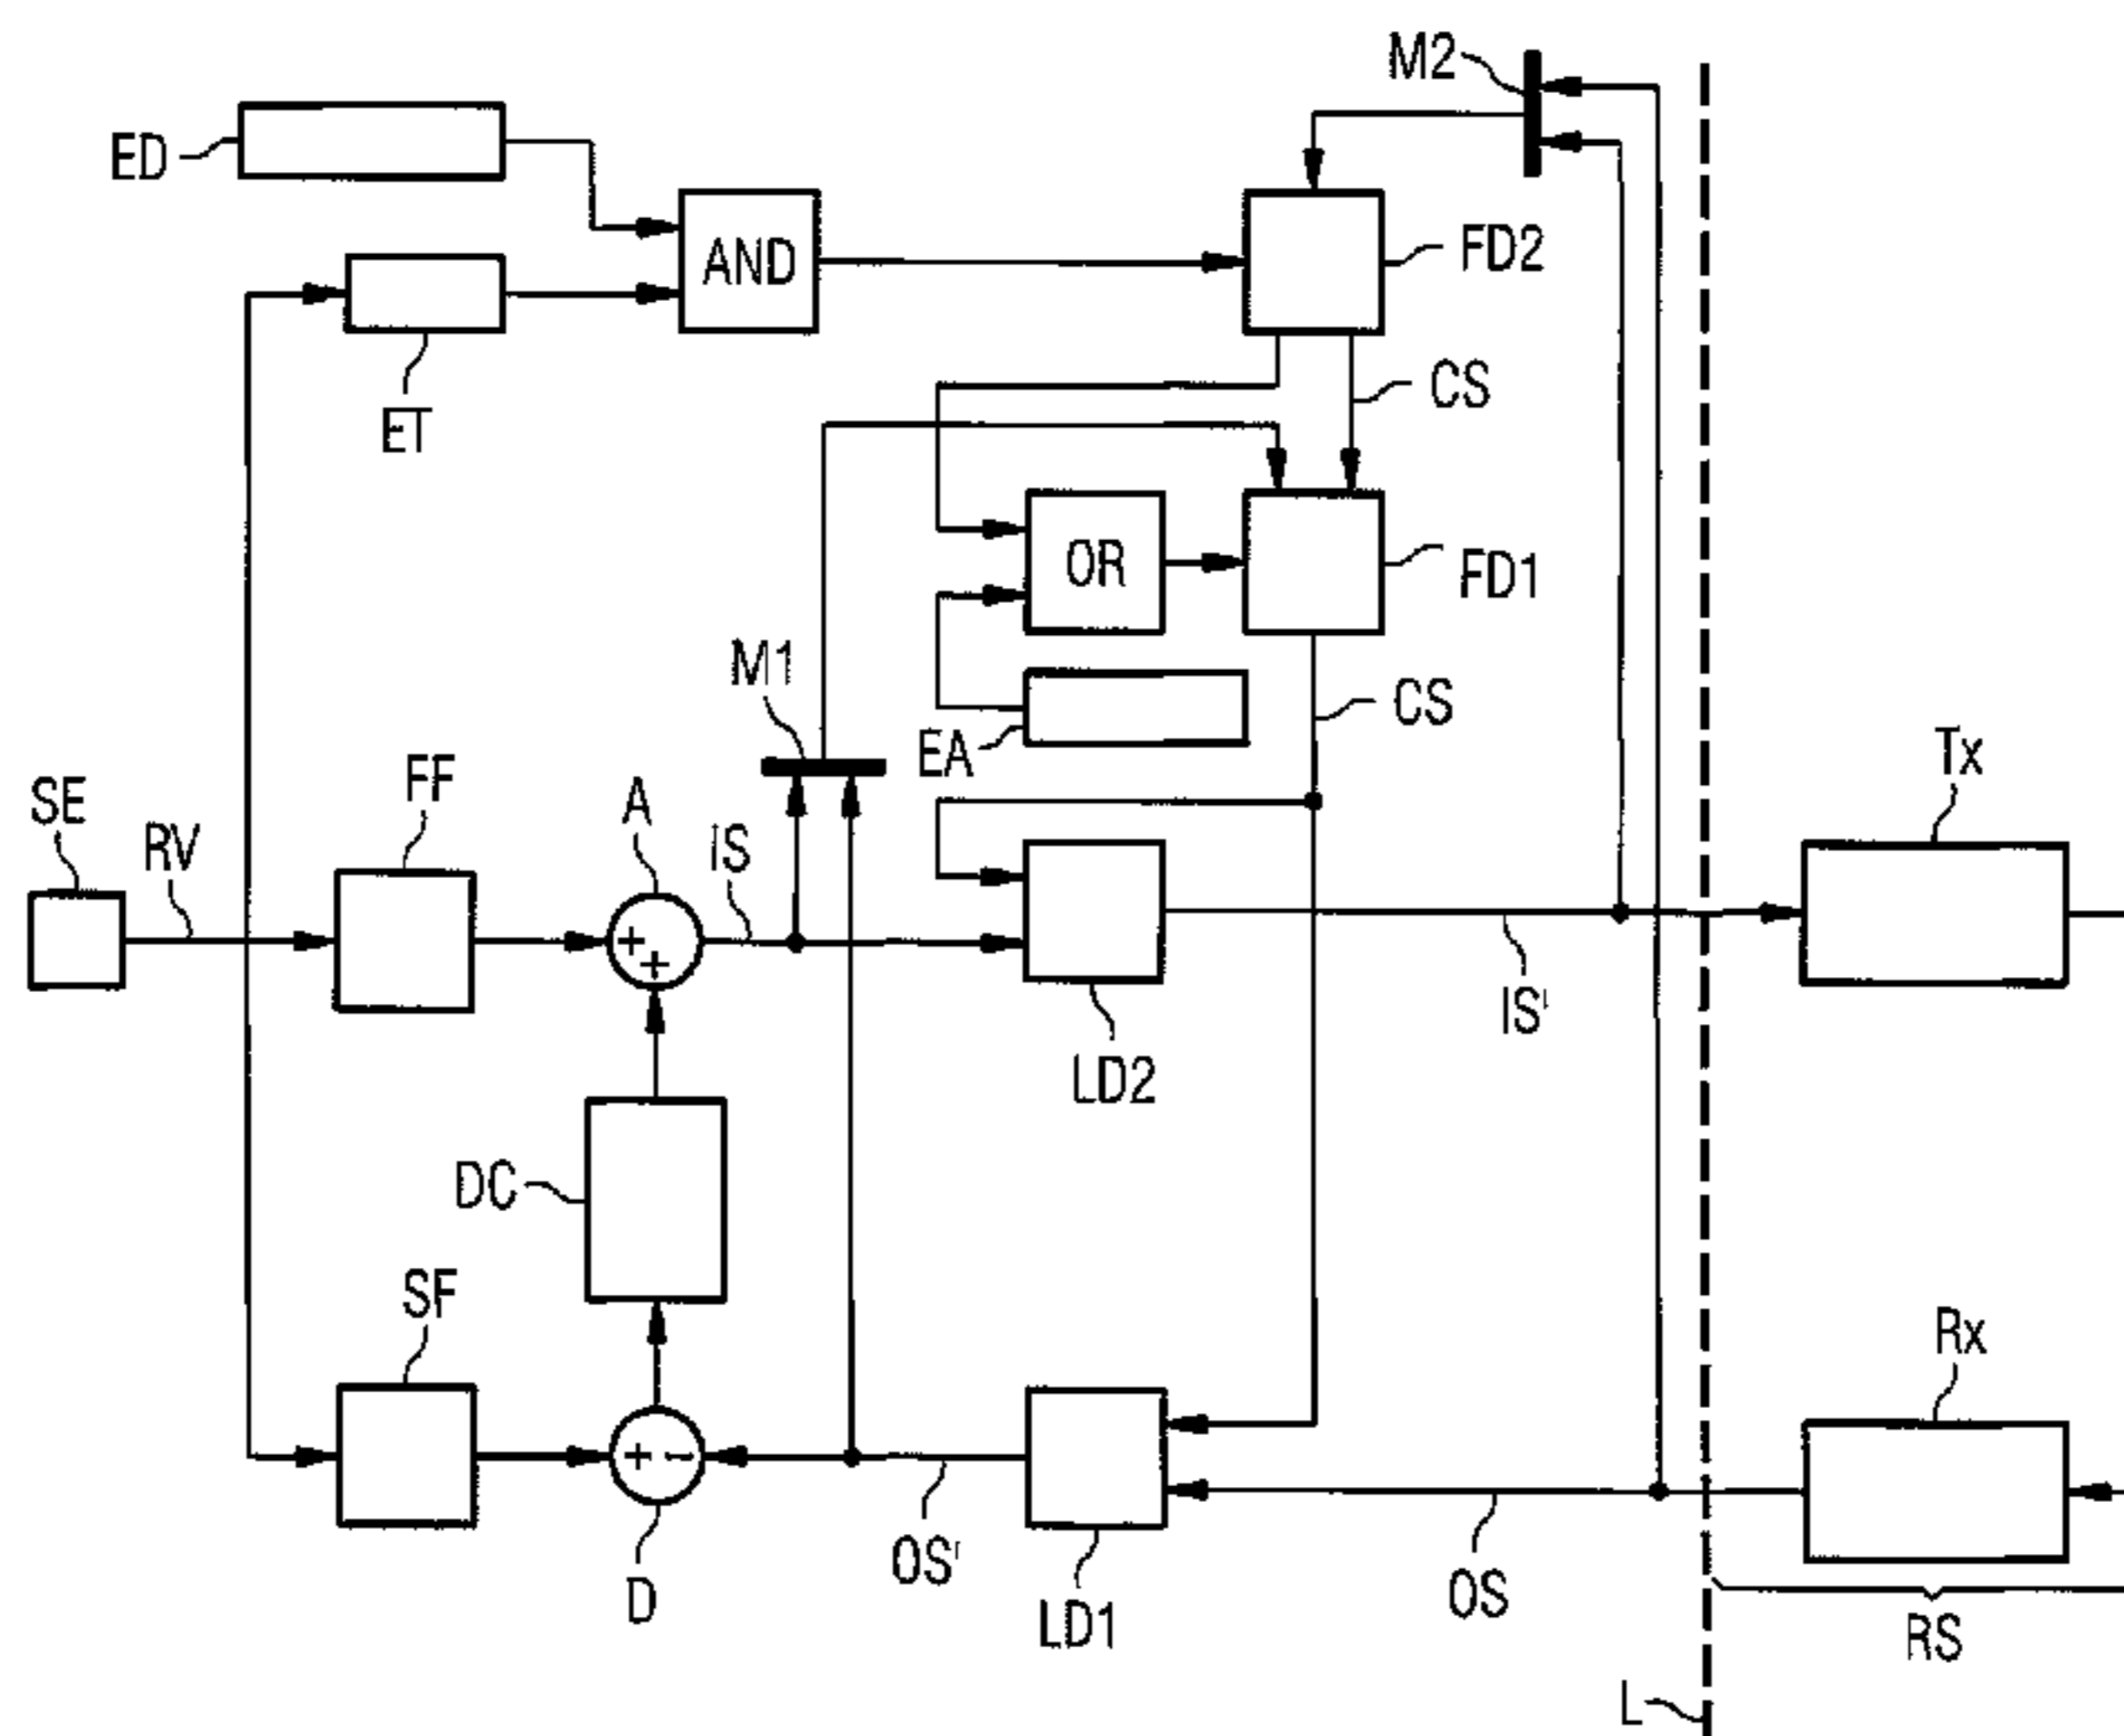 M2
ED
AND
FD2
CS
ET
OR
FD1
M1
CS
EA
Tx
FF
A
SE
RV
IS
+
+
IS'
LD2
DC
SF
Rx
+ −
OS'
D
LD1
OS
RS
L